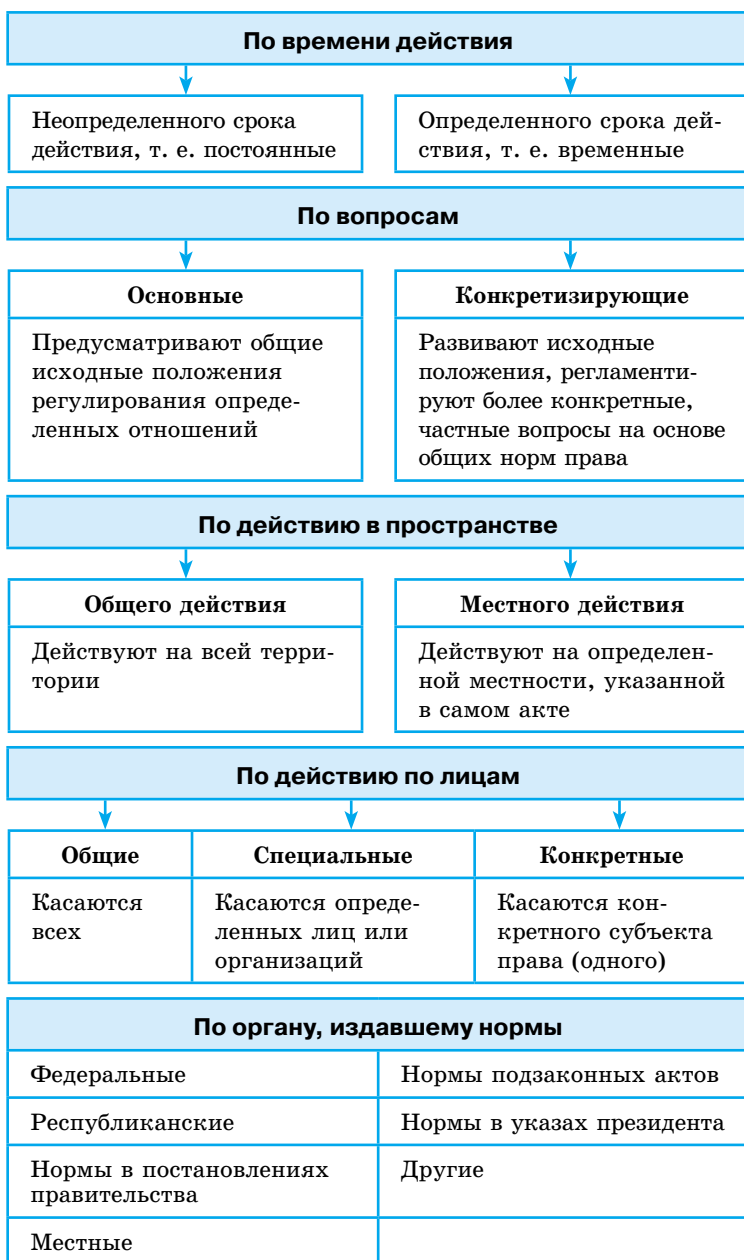 По времени действия
Неопределенного срока
действия, т. е. постоянные
Определенного срока дей-
ствия, т. е. временные
По вопросам
Основные
Предусматривают общие
исходные положения
регулирования опреде-
ленных отношений
Конкретизирующие
Развивают исходные
положения, регламенти-
руют более конкретные,
частные вопросы на основе
общих норм права
По действию в пространстве
Общего действия
Действуют на всей терри-
тории
Местного действия
Действуют на определен-
ной местности, указанной
в самом акте
По действию по лицам
Общие
Касаются
всех
Специальные
Касаются опреде-
ленных лиц или
организаций
Конкретные
Касаются кон-
кретного субъекта
права (одного)
По органу, издавшему нормы
Федеральные
Нормы подзаконных актов
Республиканские
Нормы в указах президента
Нормы в постановлениях
правительства
Другие
Местные